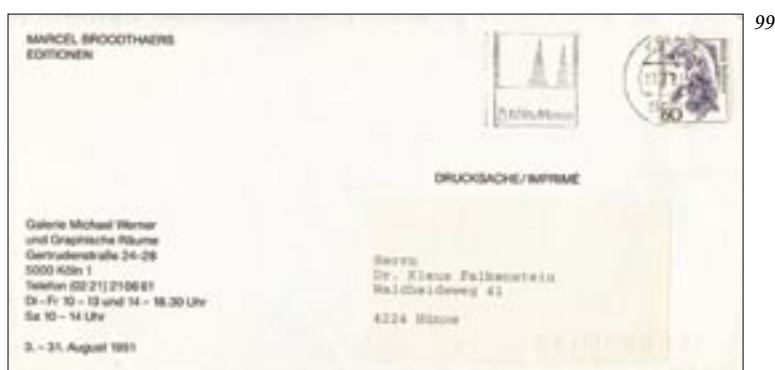 99
MARCEL BROODTHAERS
EDITIONEN
60
DRUCKSACHE/IMPRIMÉ
Galerie Michael Werner
und Graphische Räume
Gertrudenstraße 24-28
5000 Köln 1
Telefon (02 21) 21 06 61
Di – Fr 10 – 13 und 14 – 18.30 Uhr
Sa 10 – 14 Uhr
3. – 31. August 1991
Herrn
Dr. Klaus Falkenstein
Waldheideweg 41
4224 Hünxe